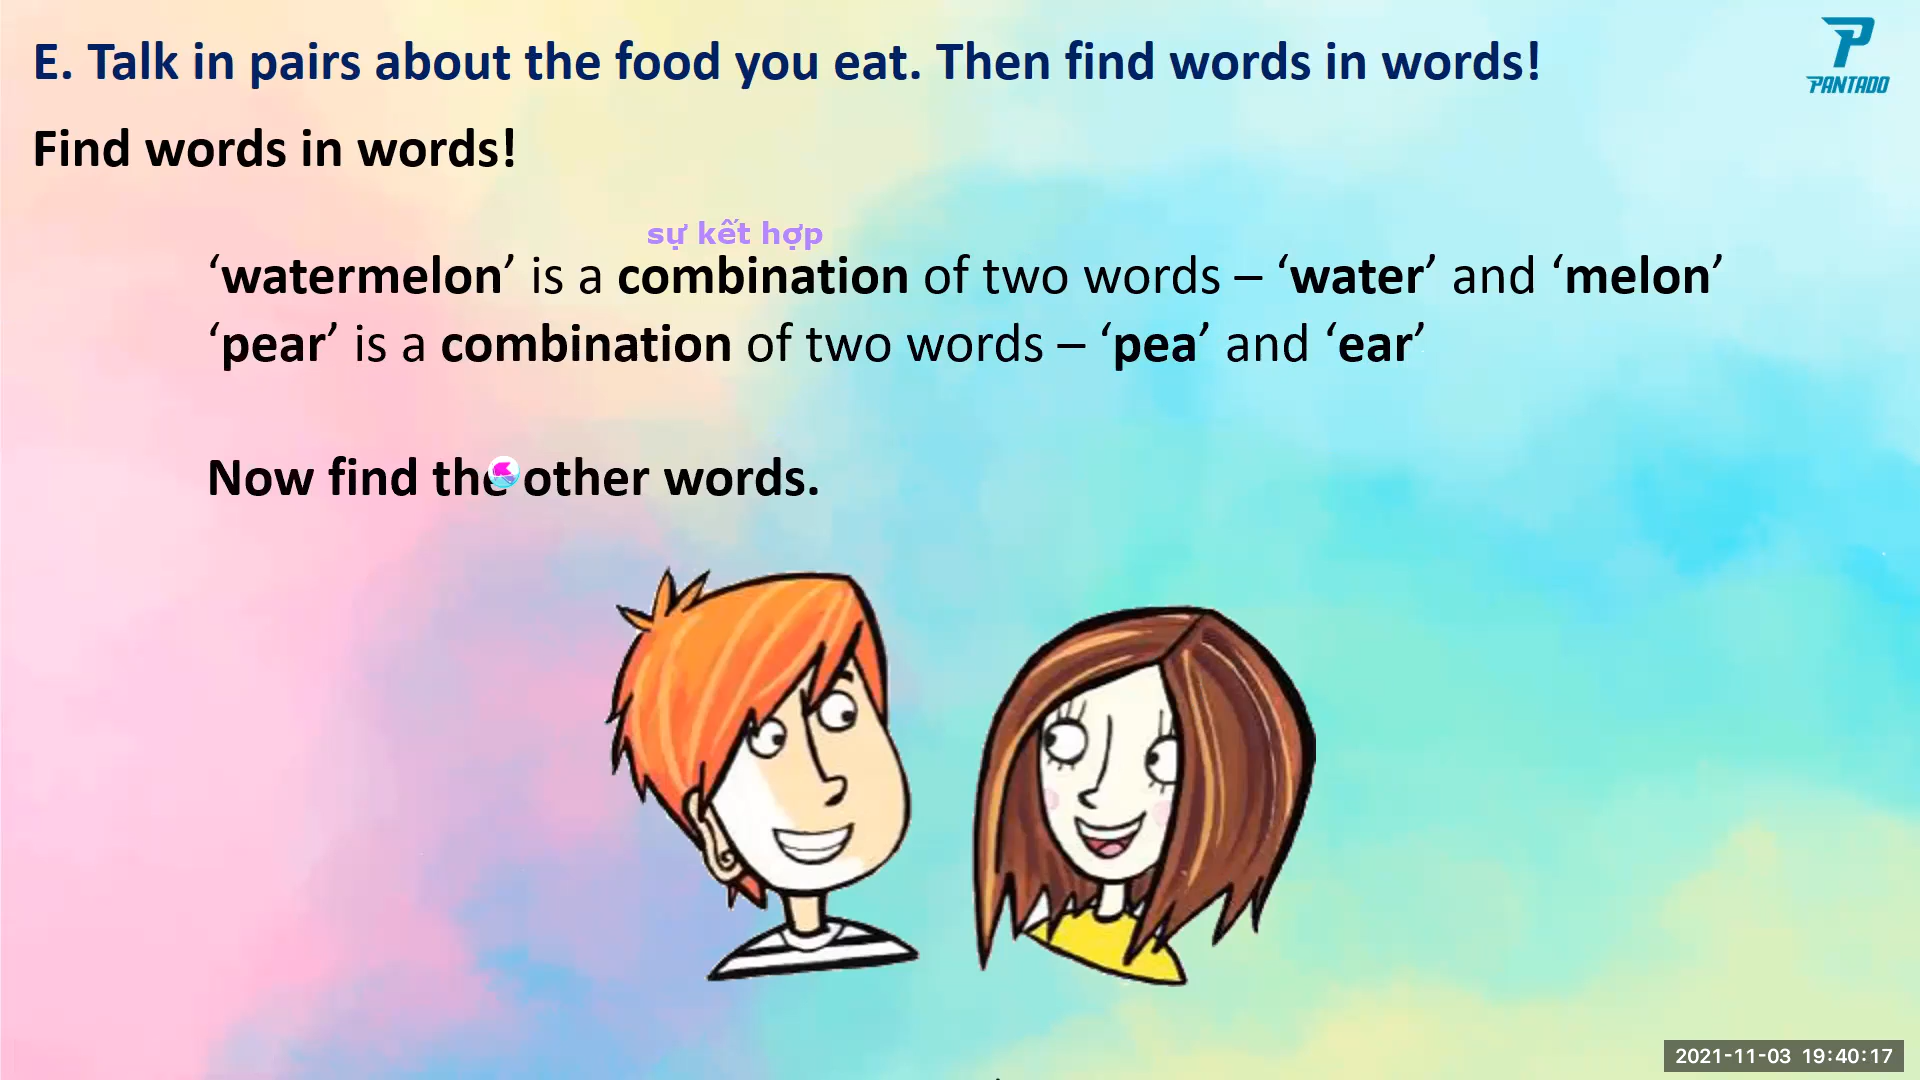 E. Talk in pairs about the food you eat. Then find words in words!
PANTADO
Find words in words!
sự kết hợp
‘watermelon’ is a combination of two words – ‘water’ and ‘melon’
‘pear’ is a combination of two words – ‘pea’ and ‘ear’
Now find the other words.
2021-11-03 19:40:17